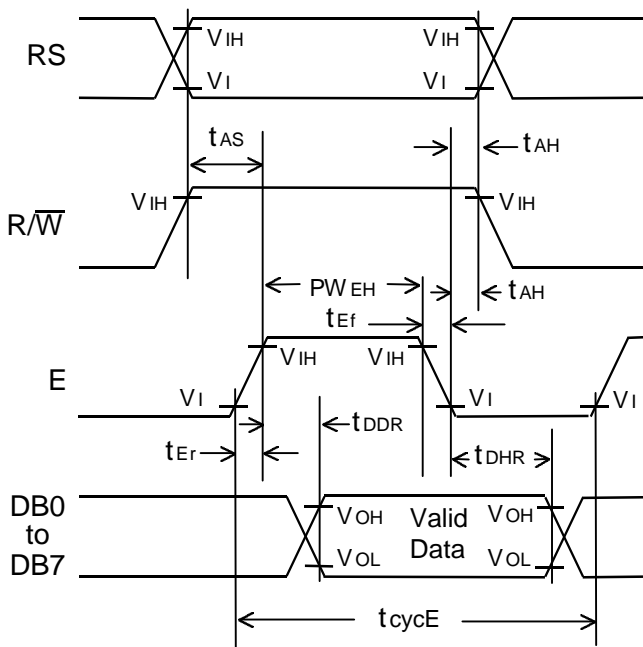 RS
VIH
VIH
VI
VI
tAS
tAH
R/W̅
VIH
VIH
PWEH
tAH
tEf
E
VIH
VIH
VI
VI
tEr
tDDR
tDHR
DB0
to
DB7
VOH
Valid
Data
VOH
VOL
VOL
tcycE